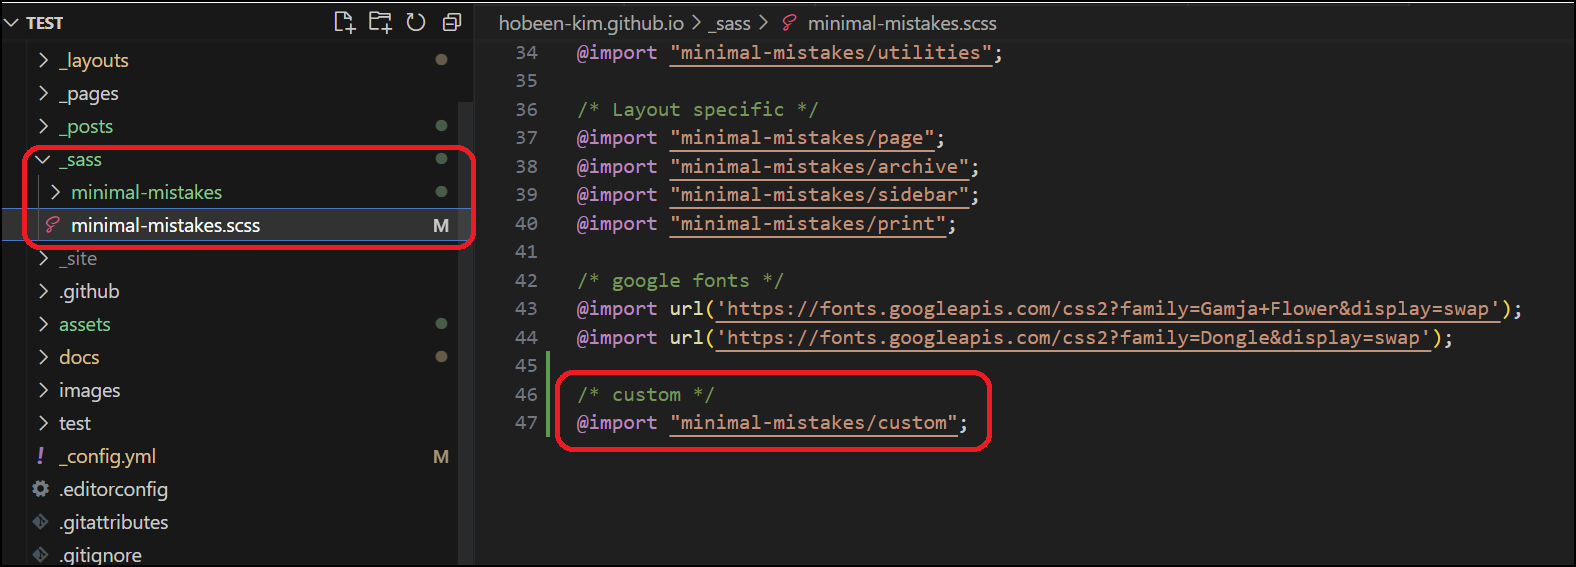 TEST
_layouts
_pages
_posts
_sass
minimal-mistakes
minimal-mistakes.scss M
_site
.github
assets
docs
images
test
! _config.yml M
.editorconfig
.gitattributes
.gitignore
hobeen-kim.github.io > _sass > minimal-mistakes.scss
34 @import "minimal-mistakes/utilities";
35
36 /* Layout specific */
37 @import "minimal-mistakes/page";
38 @import "minimal-mistakes/archive";
39 @import "minimal-mistakes/sidebar";
40 @import "minimal-mistakes/print";
41
42 /* google fonts */
43 @import url('https://fonts.googleapis.com/css2?family=Gamja+Flower&display=swap');
44 @import url('https://fonts.googleapis.com/css2?family=Dongle&display=swap');
45
46 /* custom */
47 @import "minimal-mistakes/custom";